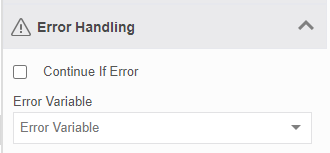 Error Handling
Continue If Error
Error Variable
Error Variable